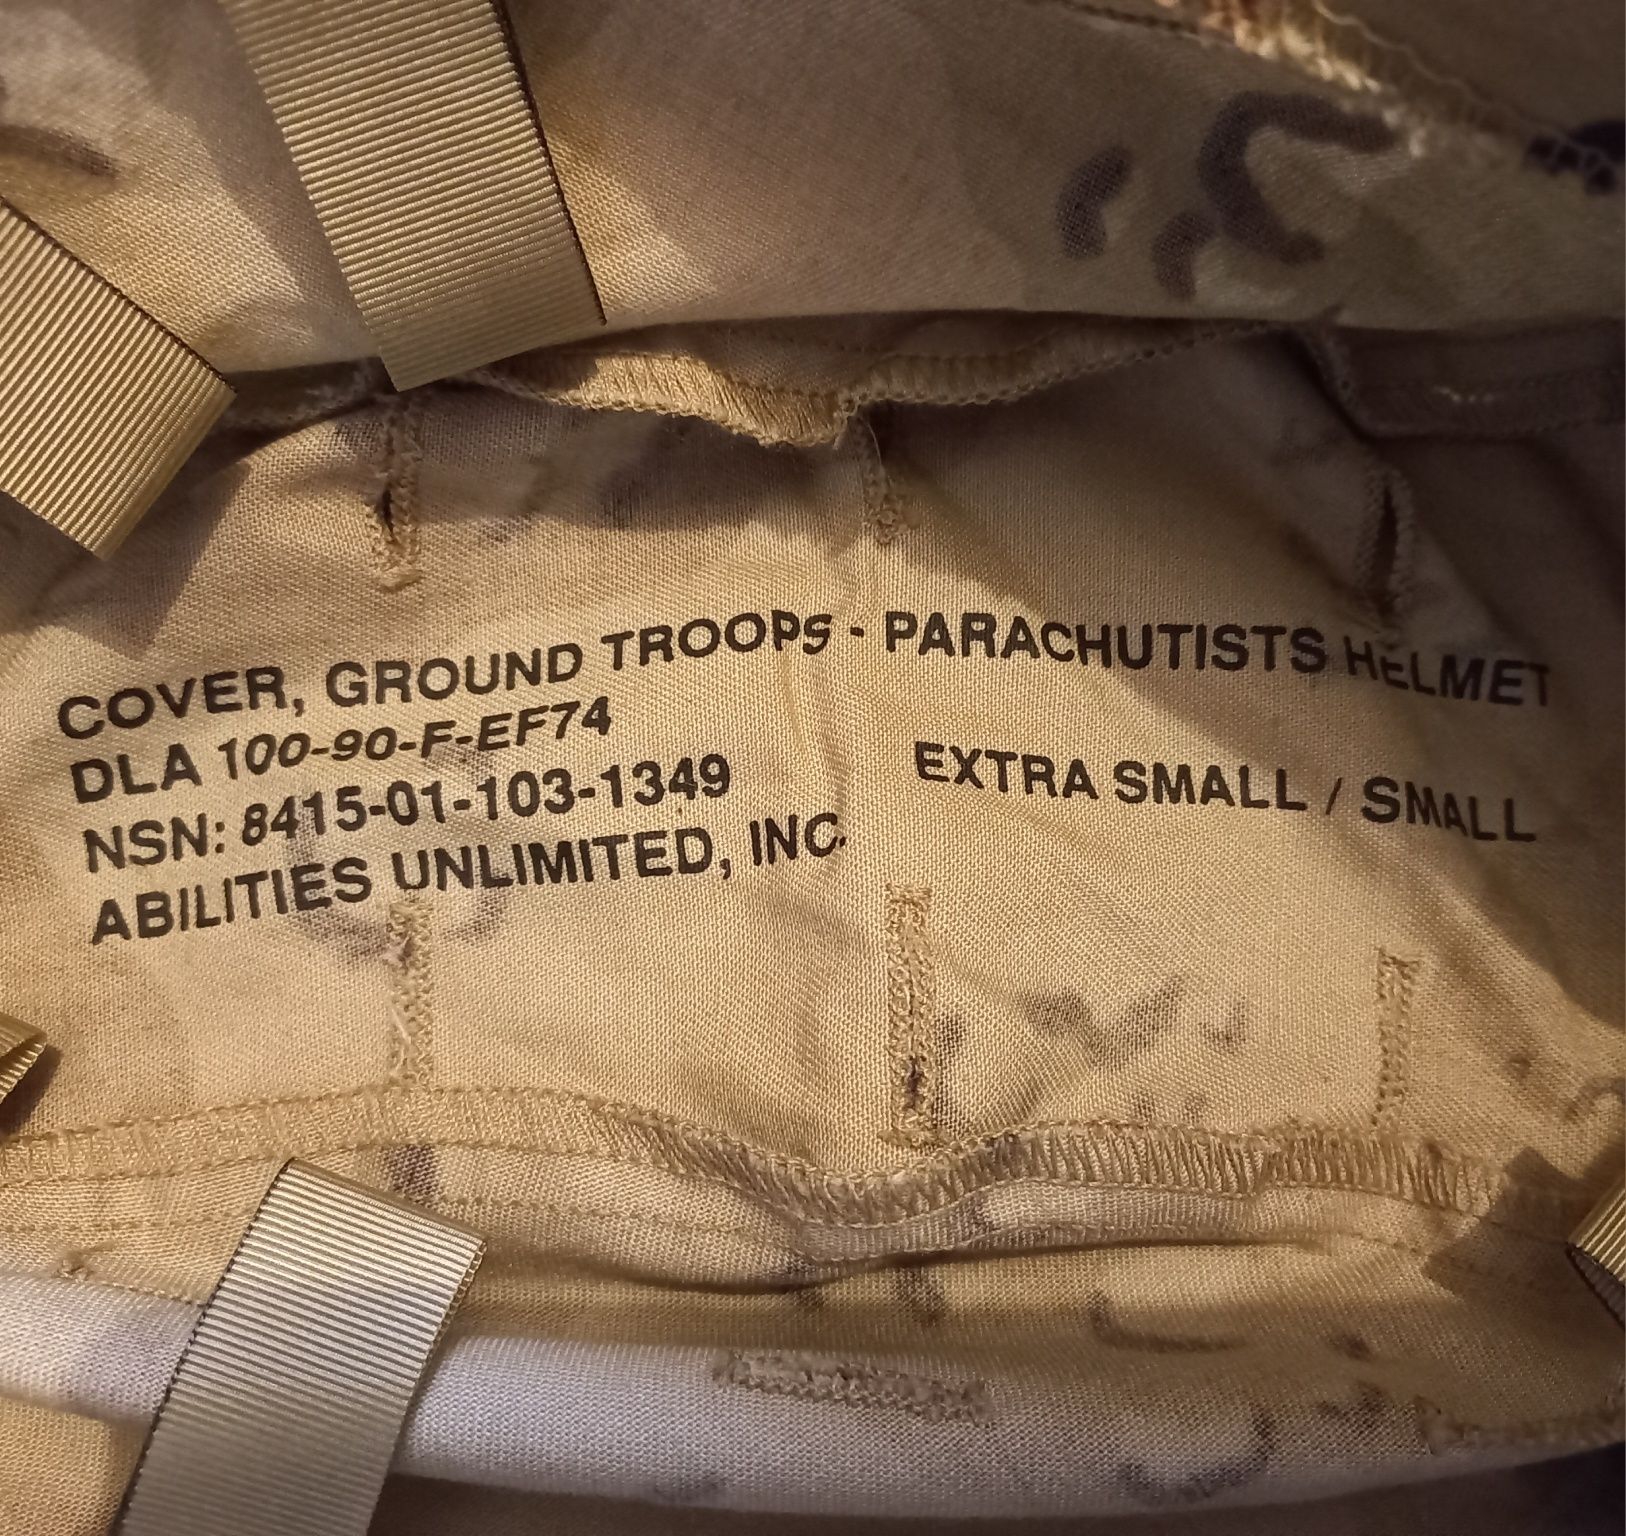 COVER, GROUND TROOPS - PARACHUTISTS HELMET
DLA 100-90-F-EF74
NSN: 8415-01-103-1349 EXTRA SMALL / SMALL
ABILITIES UNLIMITED, INC.